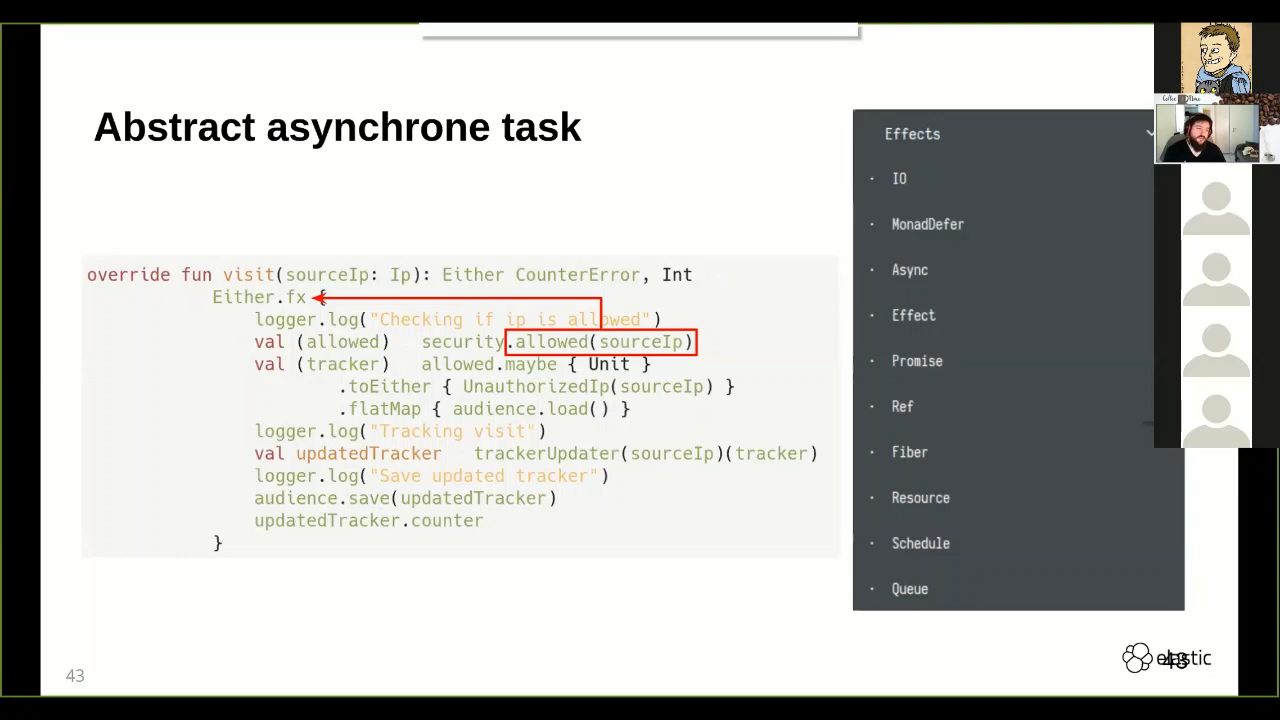 Abstract asynchrone task
override fun visit(sourceIp: Ip): Either CounterError, Int
Either.fx {
logger.log("Checking if ip is allowed")
val (allowed) security.allowed(sourceIp)
val (tracker) allowed.maybe { Unit }
.toEither { UnauthorizedIp(sourceIp) }
.flatMap { audience.load() }
logger.log("Tracking visit")
val updatedTracker trackerUpdater(sourceIp)(tracker)
logger.log("Save updated tracker")
audience.save(updatedTracker)
updatedTracker.counter
}
Effects
· IO
· MonadDefer
· Async
· Effect
· Promise
· Ref
· Fiber
· Resource
· Schedule
· Queue
43
elastic
43